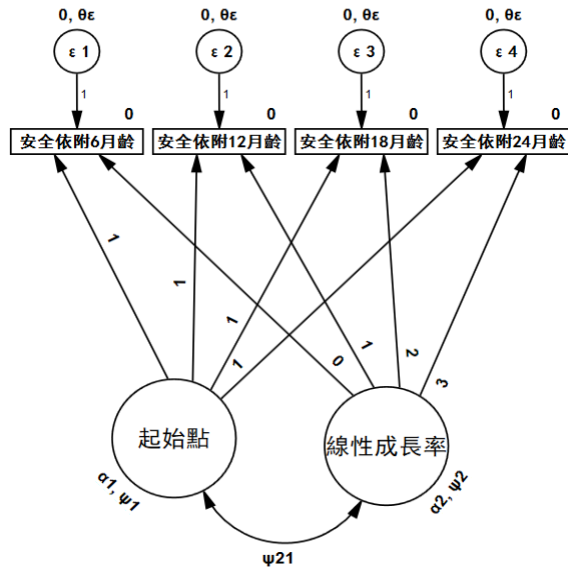 0, θε
0, θε
0, θε
0, θε
ε 1
ε 2
ε 3
ε 4
1
1
1
1
0
0
0
0
安全依附6月齡
安全依附12月齡
安全依附18月齡
安全依附24月齡
1
1
1
1
0
1
2
3
起始點
線性成長率
α1, ψ1
α2, ψ2
ψ21